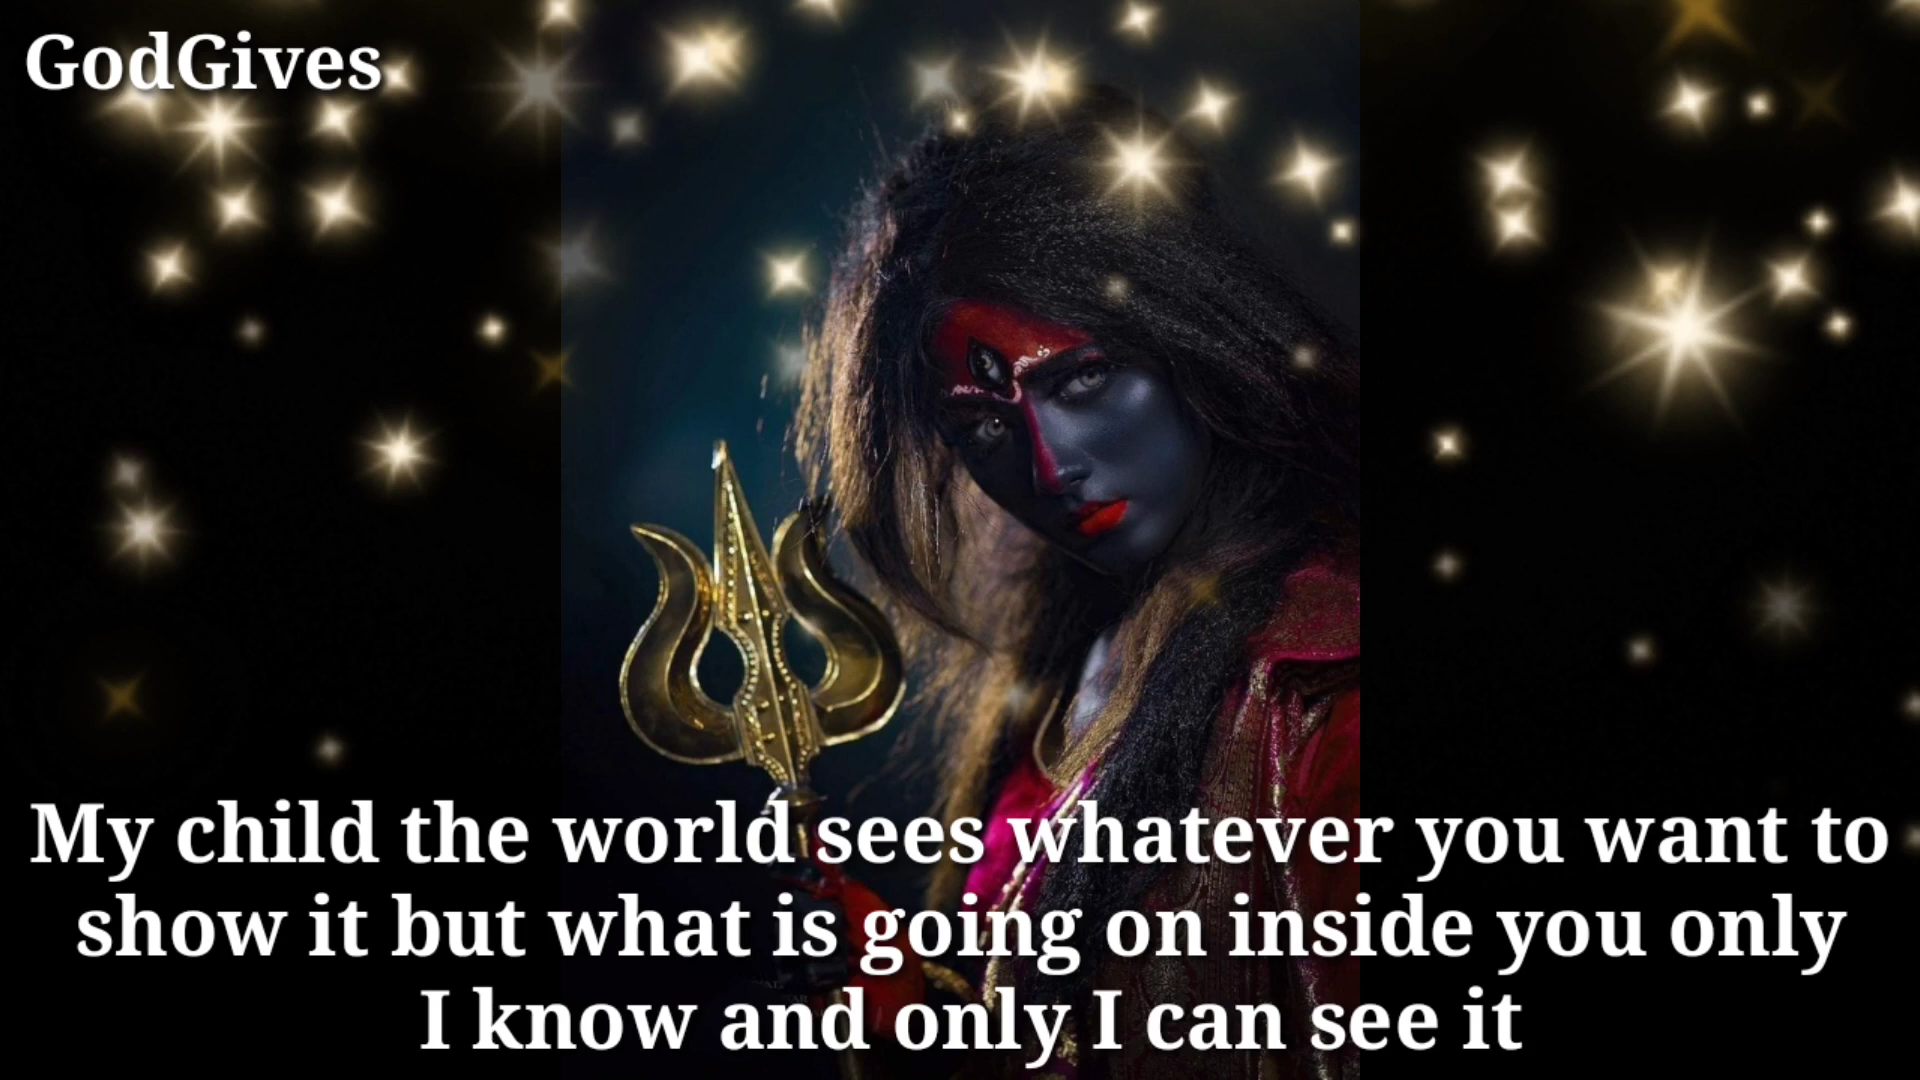 GodGives
My child the world sees whatever you want to
show it but what is going on inside you only
I know and only I can see it